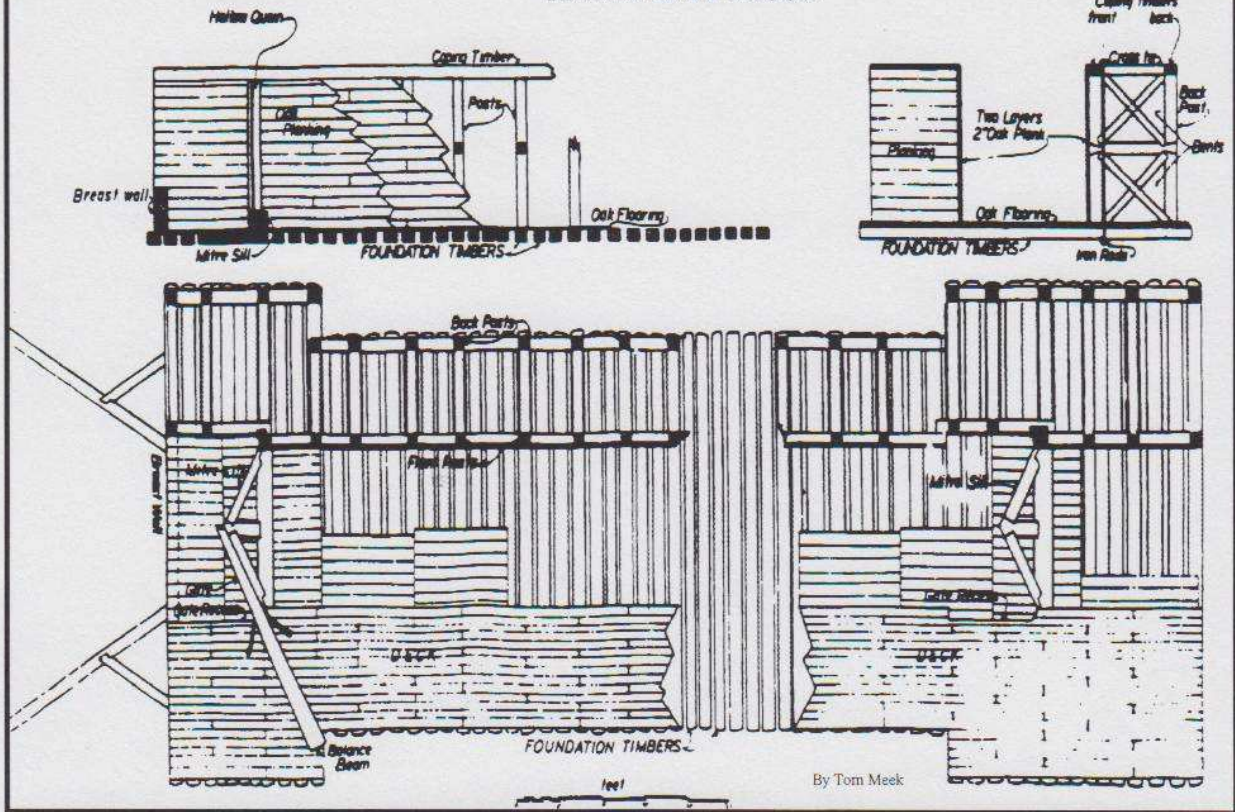 Hollow Quoin
Coping Timber
Oak
Planking
Posts
Breast wall
Mitre Sill
FOUNDATION TIMBERS
Oak Flooring
Coping Timbers
front back
Cross tie
Back
Post
Bents
Two Layers
2" Oak Plank
Planking
Oak Flooring
FOUNDATION TIMBERS
Iron Rods
Back Posts
Front Posts
Mitre Sill
Breast Wall
Gate
Gate Recess
DECK
Balance
Beam
Mitre Sill
Gate Recess
DECK
FOUNDATION TIMBERS
feet
By Tom Meek